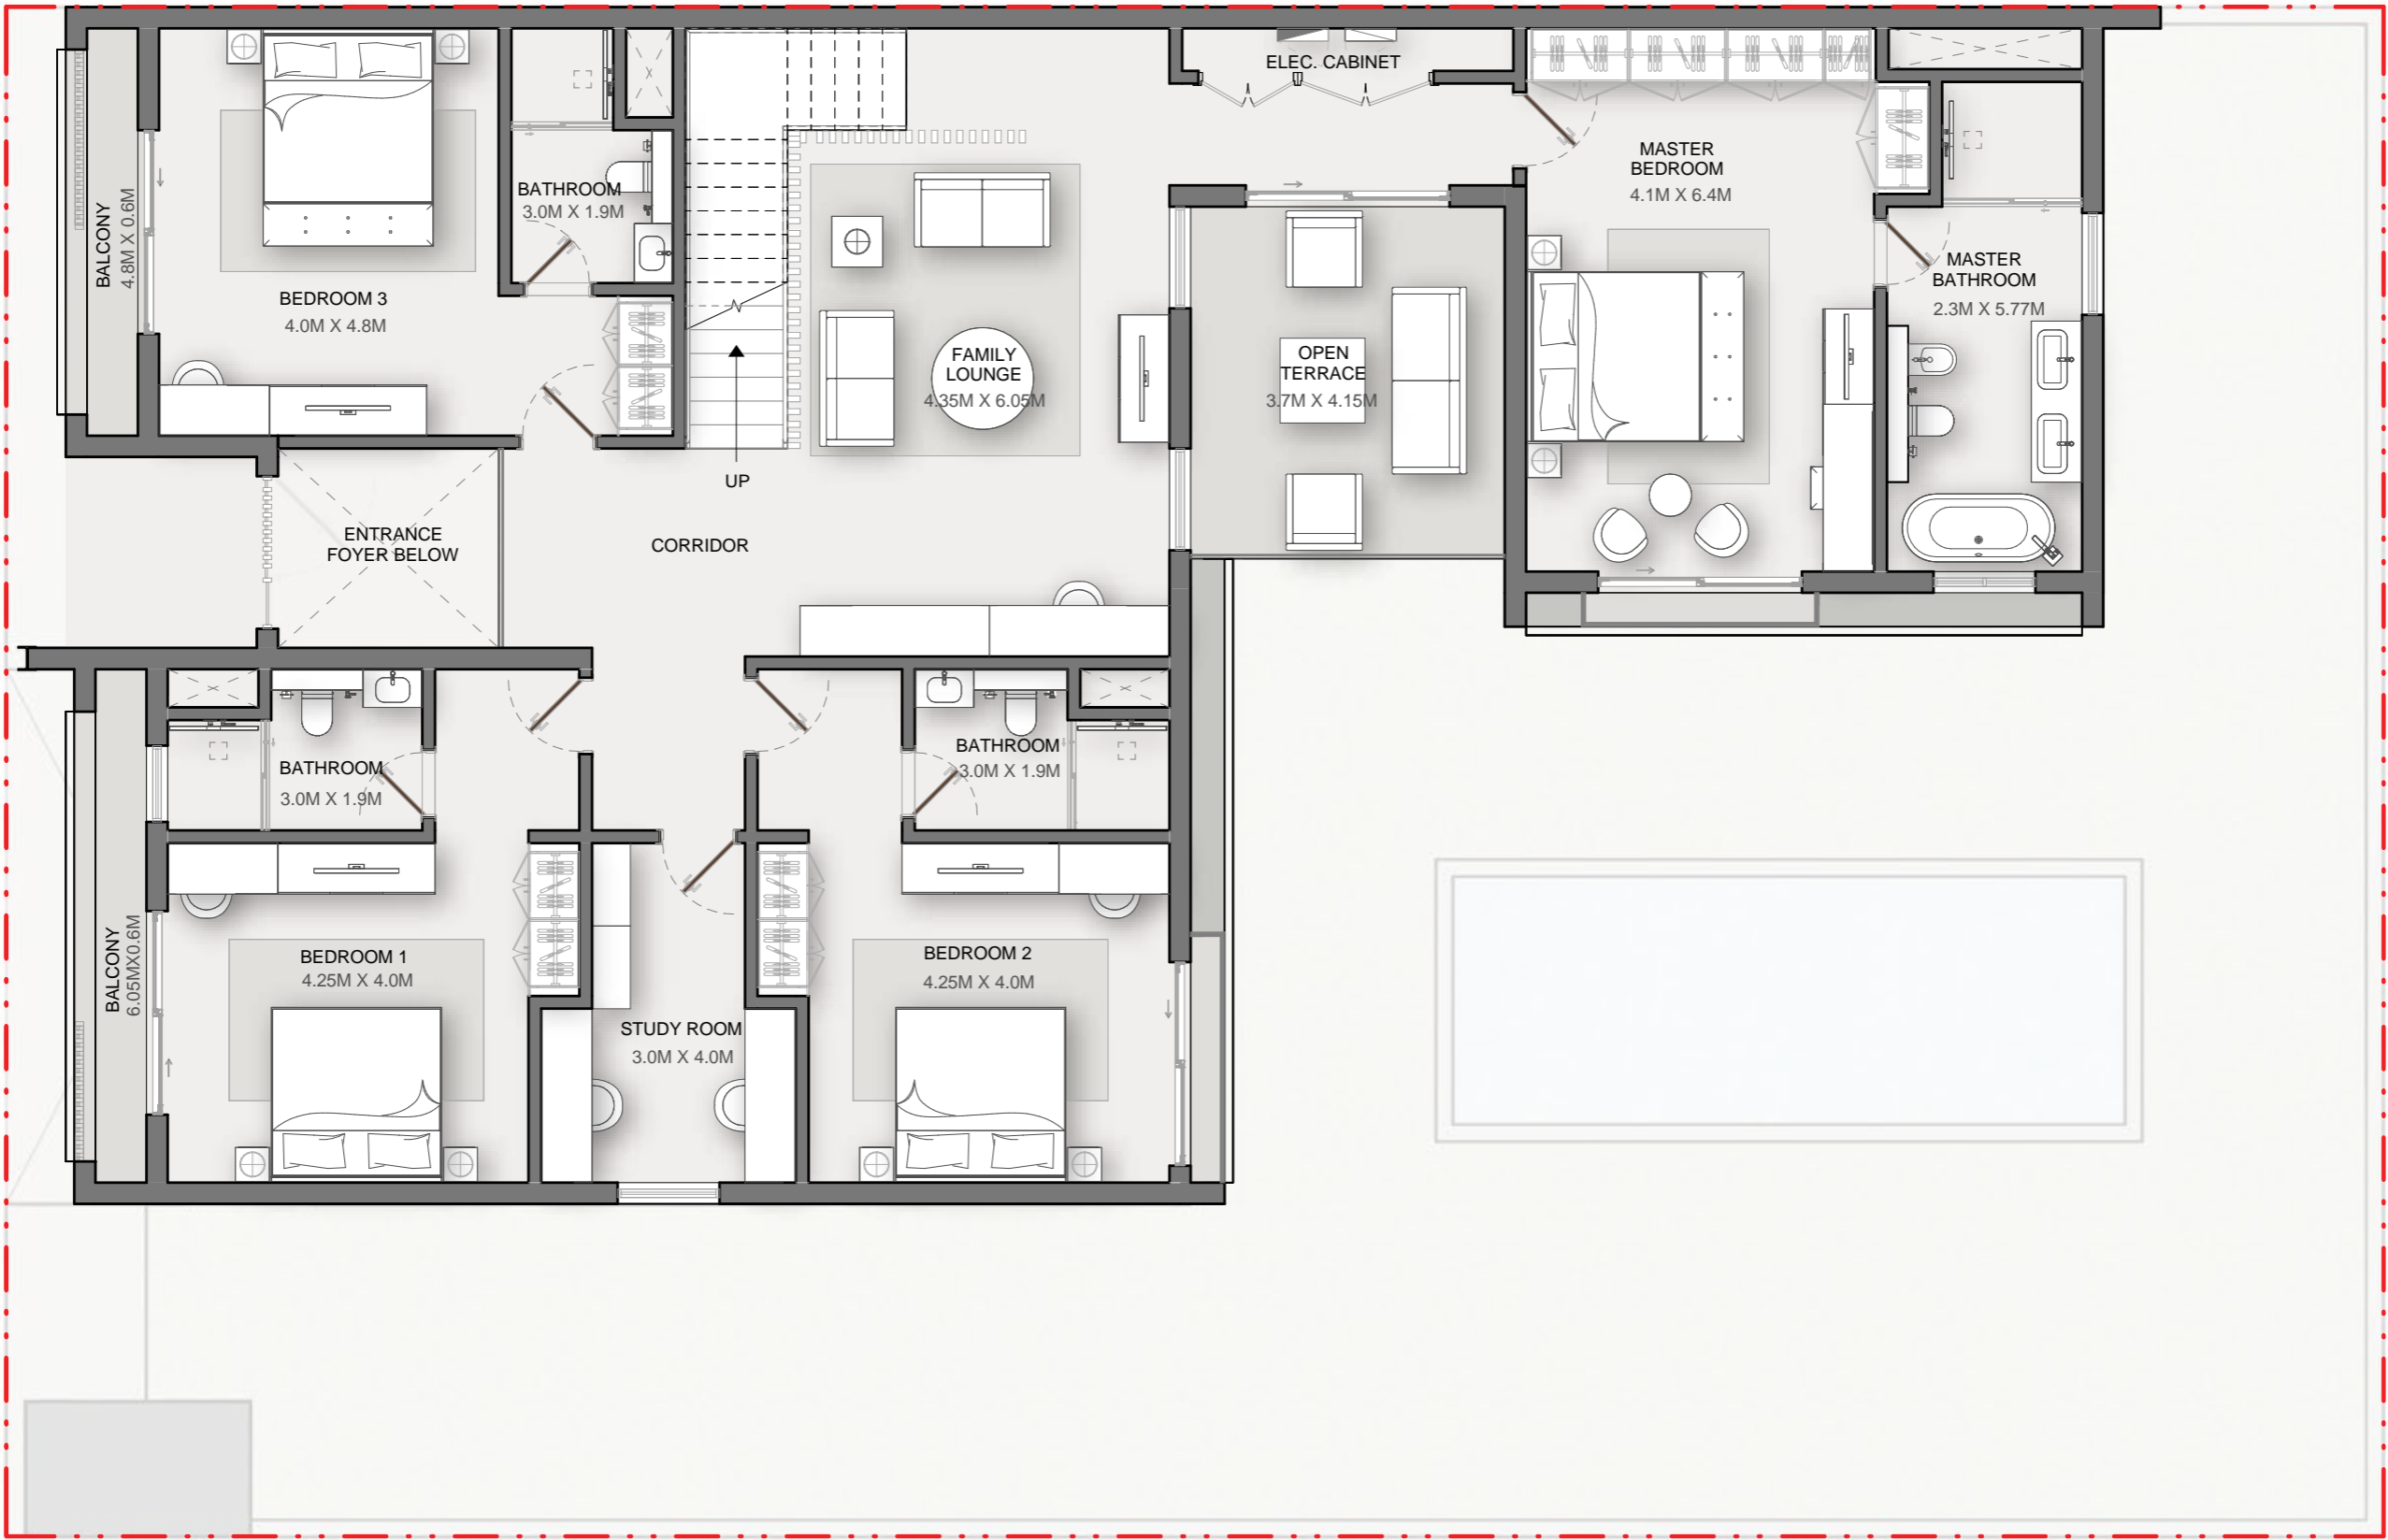 ELEC. CABINET
BATHROOM
3.0M X 1.9M
MASTER
BEDROOM
4.1M X 6.4M
BALCONY
4.8M X 0.6M
BEDROOM 3
4.0M X 4.8M
MASTER
BATHROOM
2.3M X 5.77M
FAMILY
LOUNGE
4.35M X 6.05M
OPEN
TERRACE
3.7M X 4.15M
UP
ENTRANCE
FOYER BELOW
CORRIDOR
BATHROOM
3.0M X 1.9M
BATHROOM
3.0M X 1.9M
BALCONY
6.05MX0.6M
BEDROOM 1
4.25M X 4.0M
STUDY ROOM
3.0M X 4.0M
BEDROOM 2
4.25M X 4.0M